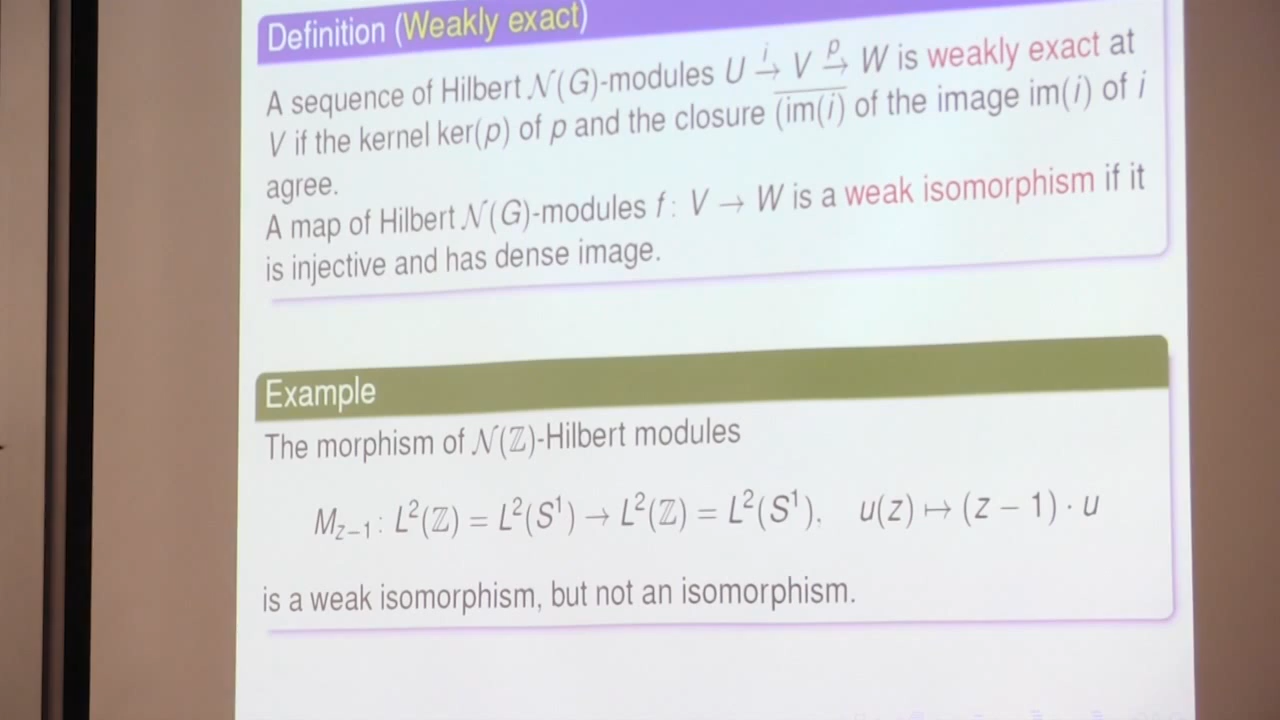 Definition (Weakly exact)
A sequence of Hilbert 𝒩(G)-modules U →^i V →^p W is weakly exact at
V if the kernel ker(p) of p and the closure \overline{(im(i)} of the image im(i) of i
agree.
A map of Hilbert 𝒩(G)-modules f: V → W is a weak isomorphism if it
is injective and has dense image.
Example
The morphism of 𝒩(ℤ)-Hilbert modules
M_{z−1}: L²(ℤ) = L²(S¹) → L²(ℤ) = L²(S¹), u(z) ↦ (z − 1) · u
is a weak isomorphism, but not an isomorphism.